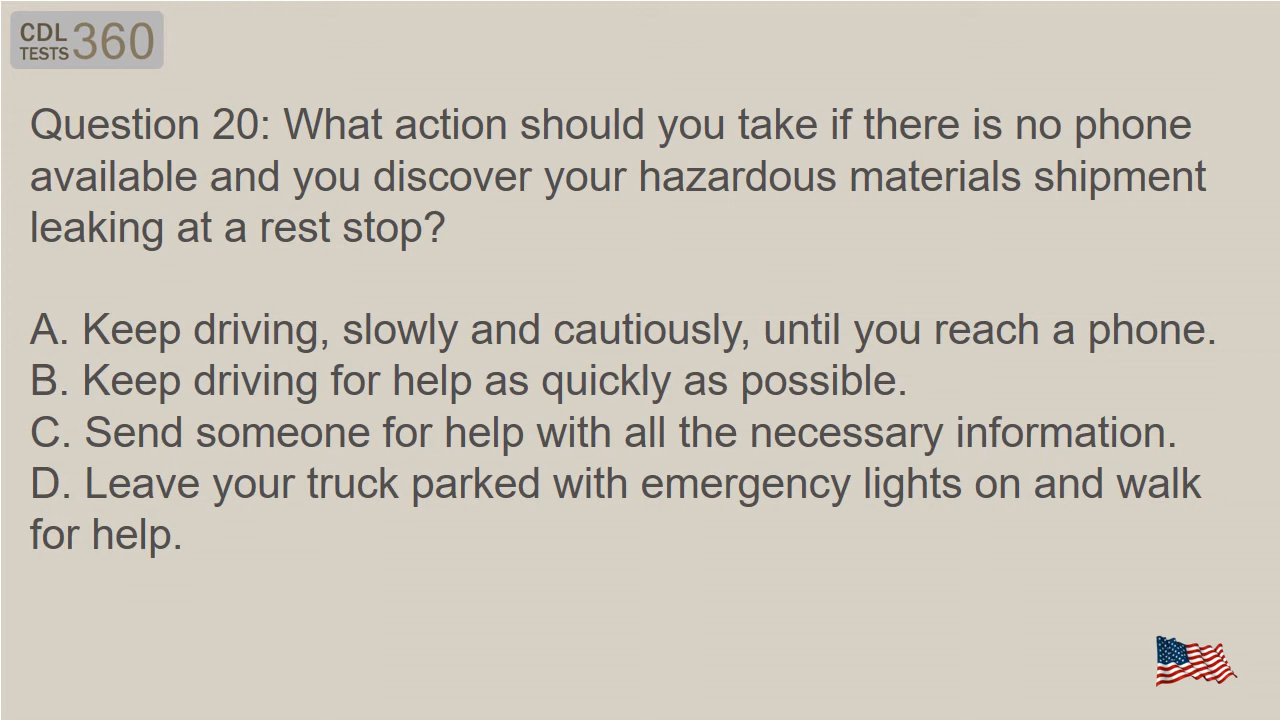 CDL
TESTS 360
Question 20: What action should you take if there is no phone
available and you discover your hazardous materials shipment
leaking at a rest stop?
A. Keep driving, slowly and cautiously, until you reach a phone.
B. Keep driving for help as quickly as possible.
C. Send someone for help with all the necessary information.
D. Leave your truck parked with emergency lights on and walk
for help.